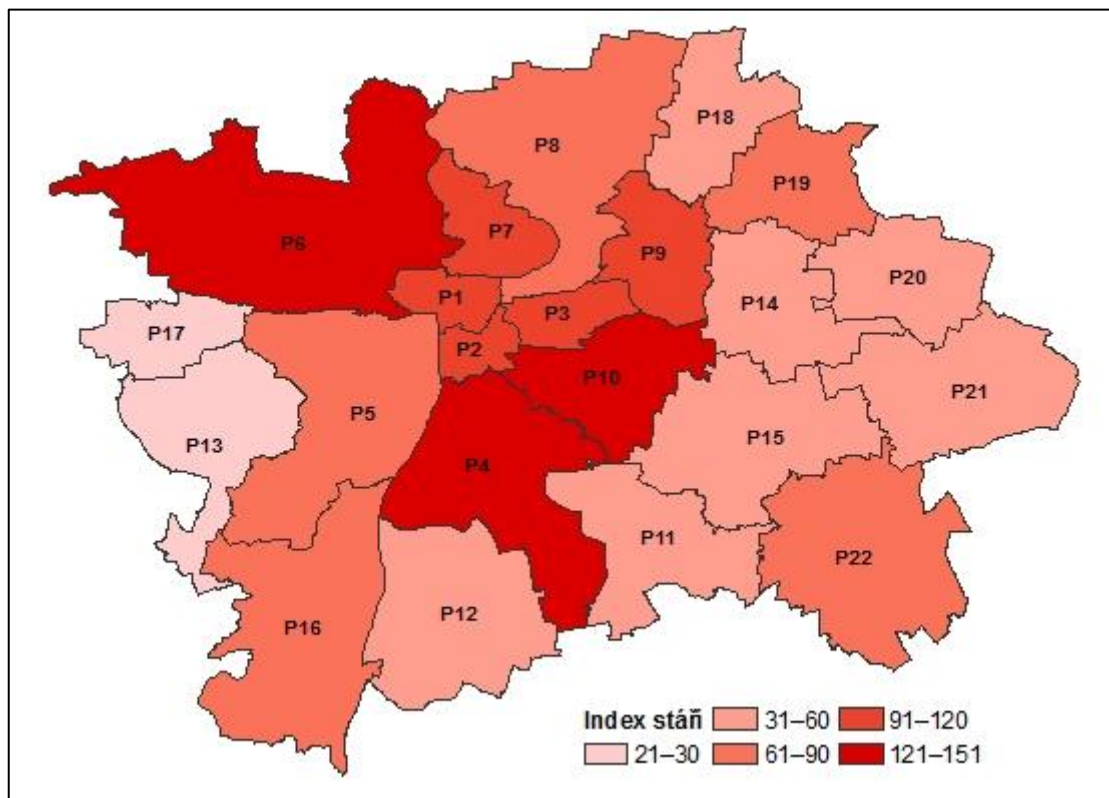 P18
P8
P19
P7
P6
P9
P20
P1
P14
P3
P17
P2
P10
P21
P5
P15
P13
P4
P11
P22
P12
P16
Index stáří 31–60 91–120
21–30 61–90 121–151